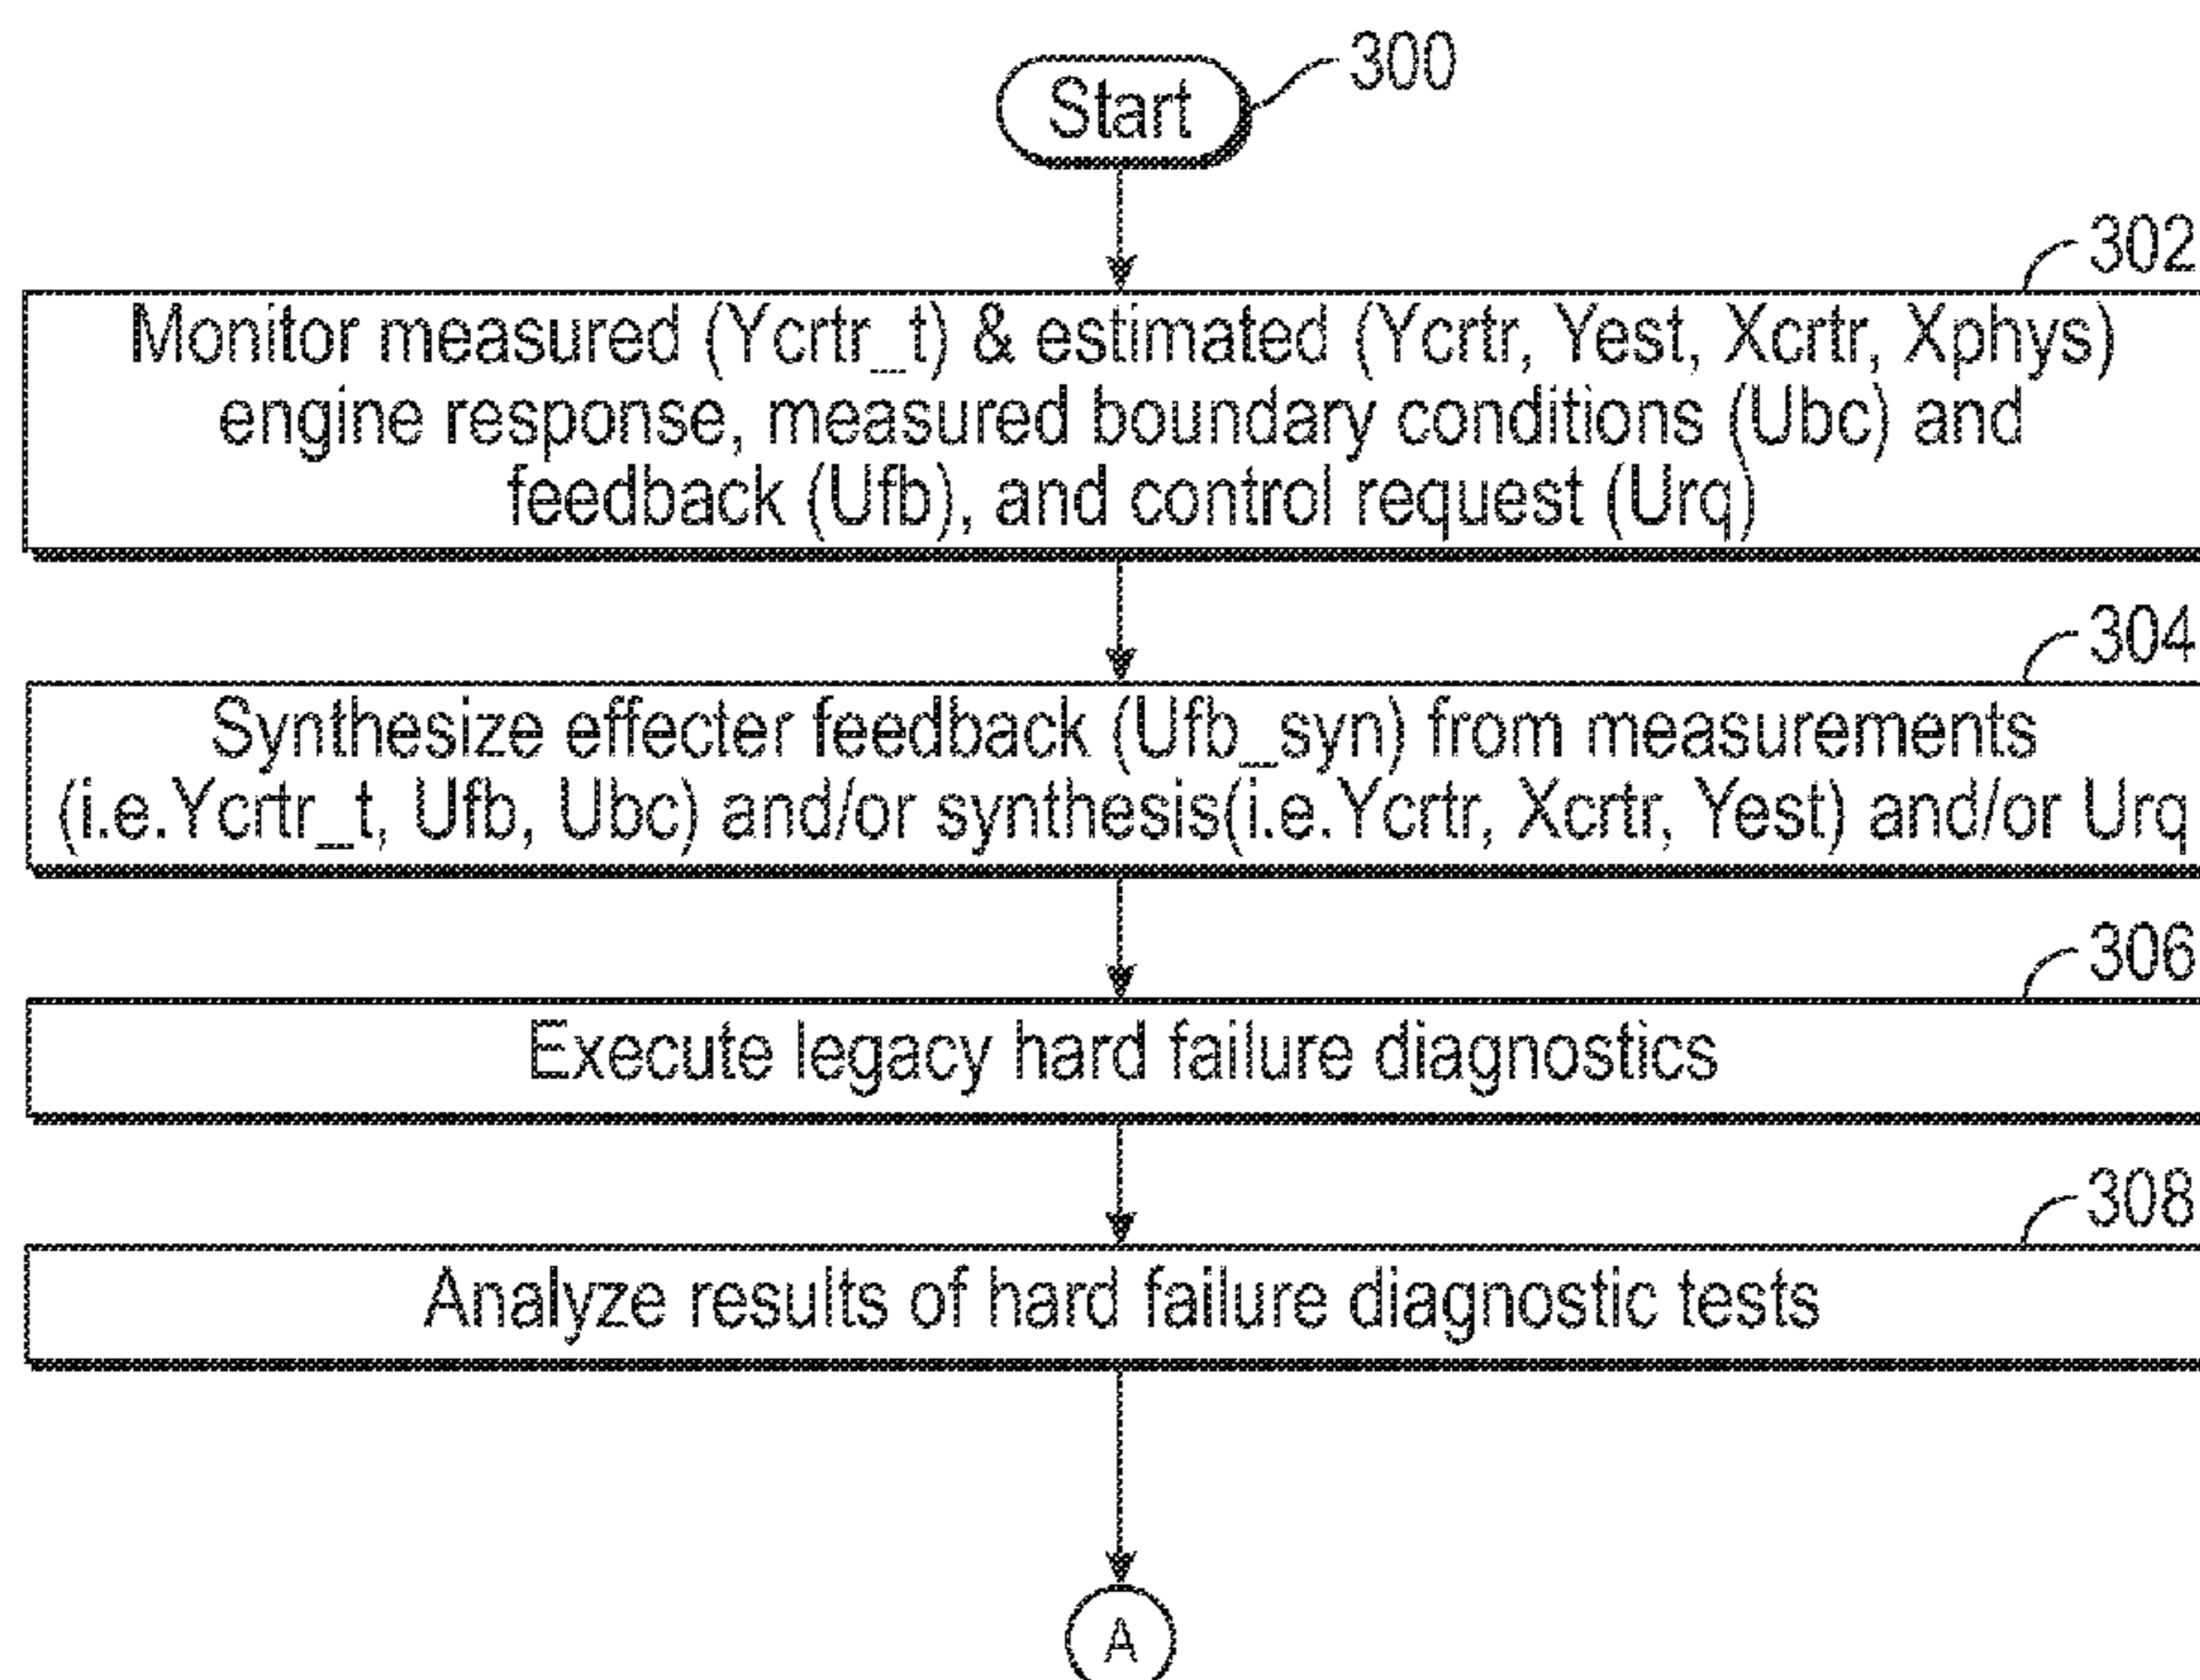 Start
300
302
Monitor measured (Ycrtr_t) & estimated (Ycrtr, Yest, Xcrtr, Xphys)
engine response, measured boundary conditions (Ubc) and
feedback (Ufb), and control request (Urq)
304
Synthesize effecter feedback (Ufb_syn) from measurements
(i.e.Ycrtr_t, Ufb, Ubc) and/or synthesis(i.e.Ycrtr, Xcrtr, Yest) and/or Urq
306
Execute legacy hard failure diagnostics
308
Analyze results of hard failure diagnostic tests
A